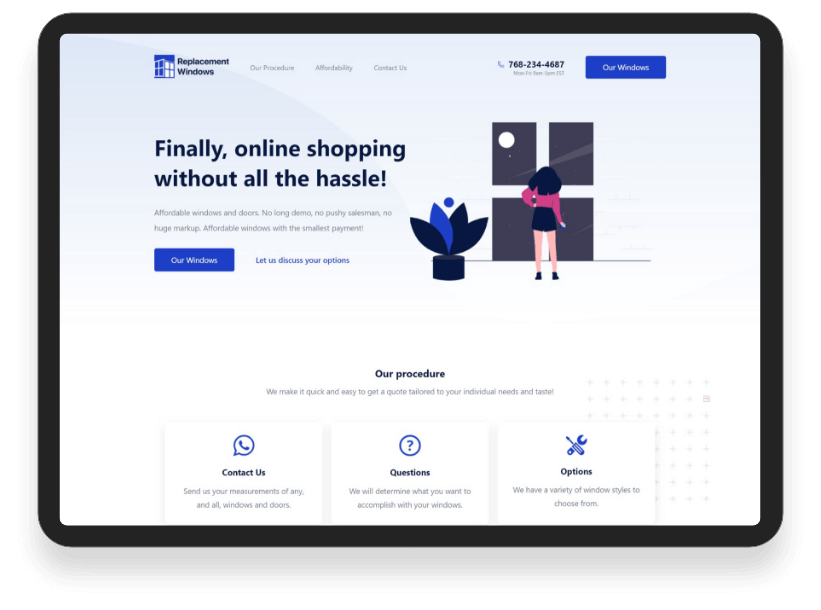 Replacement
Windows
Our Procedure
Affordability
Contact Us
768-234-4687
Mon-Fri 9am-5pm EST
Our Windows
Finally, online shopping
without all the hassle!
Affordable windows and doors. No long demo, no pushy salesman, no
huge markup. Affordable windows with the smallest payment!
Our Windows
Let us discuss your options
Our procedure
We make it quick and easy to get a quote tailored to your individual needs and taste!
Contact Us
Send us your measurements of any,
and all, windows and doors.
Questions
We will determine what you want to
accomplish with your windows.
Options
We have a variety of window styles to
choose from.